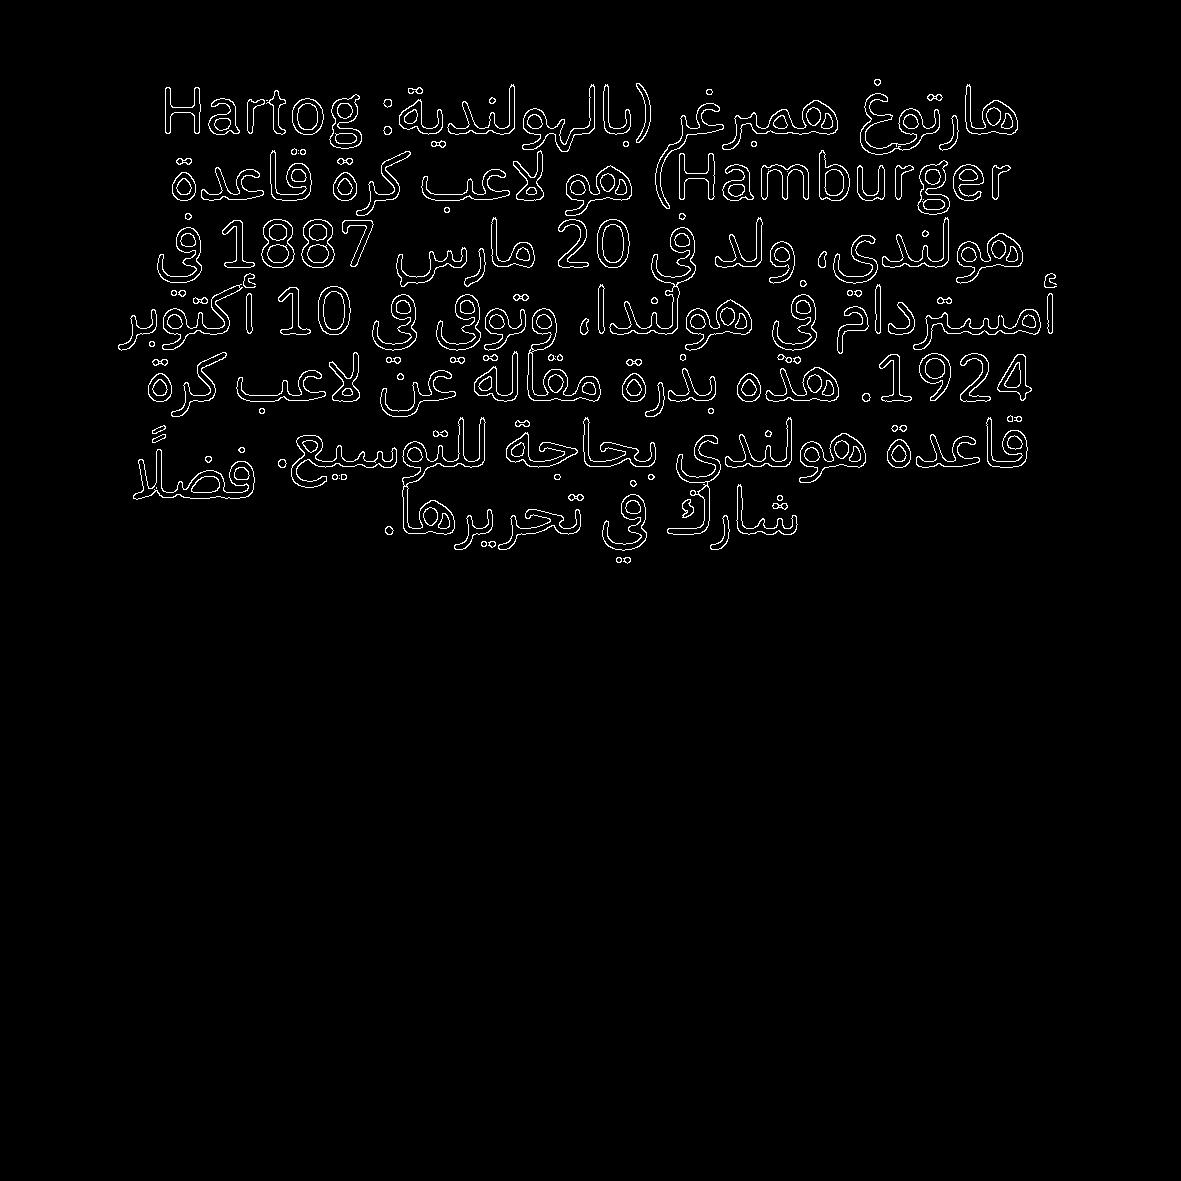 هارتوغ همبرغر (بالهولندية: Hartog
Hamburger) هو لاعب كرة قاعدة
هولندي، ولد في 20 مارس 1887 في
أمستردام في هولندا، وتوفي في 10 أكتوبر
1924. هذه بذرة مقالة عن لاعب كرة
قاعدة هولندي بحاجة للتوسيع. فضلًا
شارك في تحريرها.